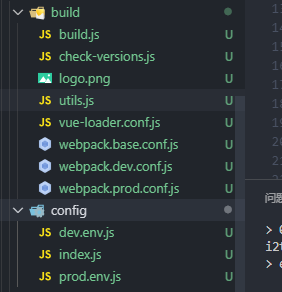 build
JS build.js U
JS check-versions.js U
logo.png U
JS utils.js U
JS vue-loader.conf.js U
webpack.base.conf.js U
webpack.dev.conf.js U
webpack.prod.conf.js U
config
JS dev.env.js U
JS index.js U
JS prod.env.js U
问题
>
i2
>